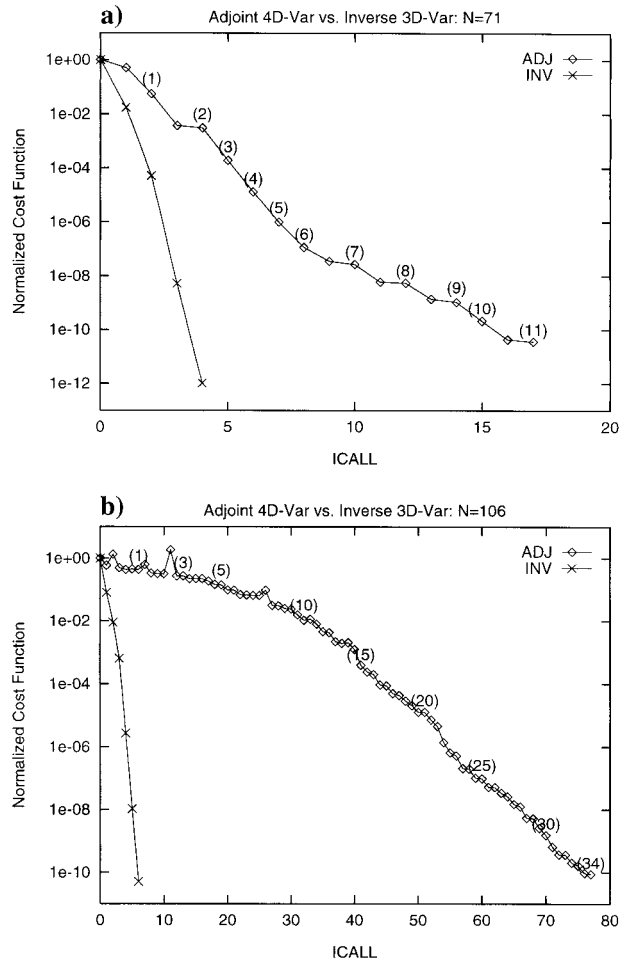 a)
Adjoint 4D-Var vs. Inverse 3D-Var: N=71
ADJ
INV
Normalized Cost Function
1e+00
1e-02
1e-04
1e-06
1e-08
1e-10
1e-12
(1)
(2)
(3)
(4)
(5)
(6)
(7)
(8)
(9)
(10)
(11)
0 5 10 15 20
ICALL
b)
Adjoint 4D-Var vs. Inverse 3D-Var: N=106
ADJ
INV
Normalized Cost Function
1e+00
1e-02
1e-04
1e-06
1e-08
1e-10
(1)
(3)
(5)
(10)
(15)
(20)
(25)
(30)
(34)
0 10 20 30 40 50 60 70 80
ICALL